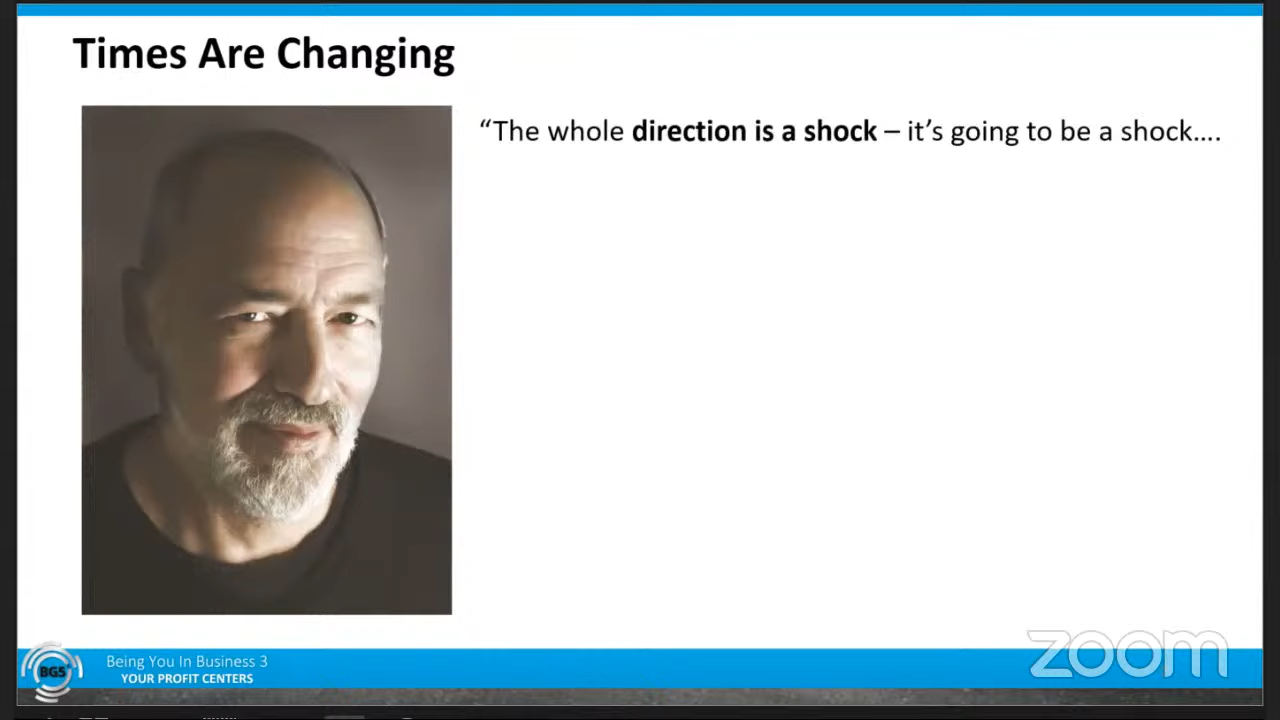 Times Are Changing
“The whole direction is a shock – it’s going to be a shock….
Being You In Business 3
BG5
YOUR PROFIT CENTERS
zoom